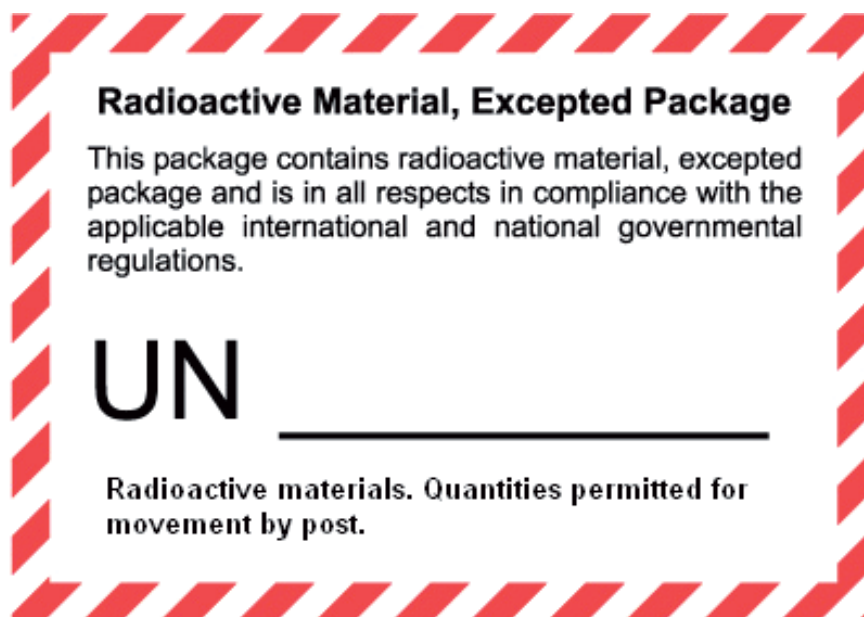 Radioactive Material, Excepted Package
This package contains radioactive material, excepted
package and is in all respects in compliance with the
applicable international and national governmental
regulations.
UN
Radioactive materials. Quantities permitted for
movement by post.